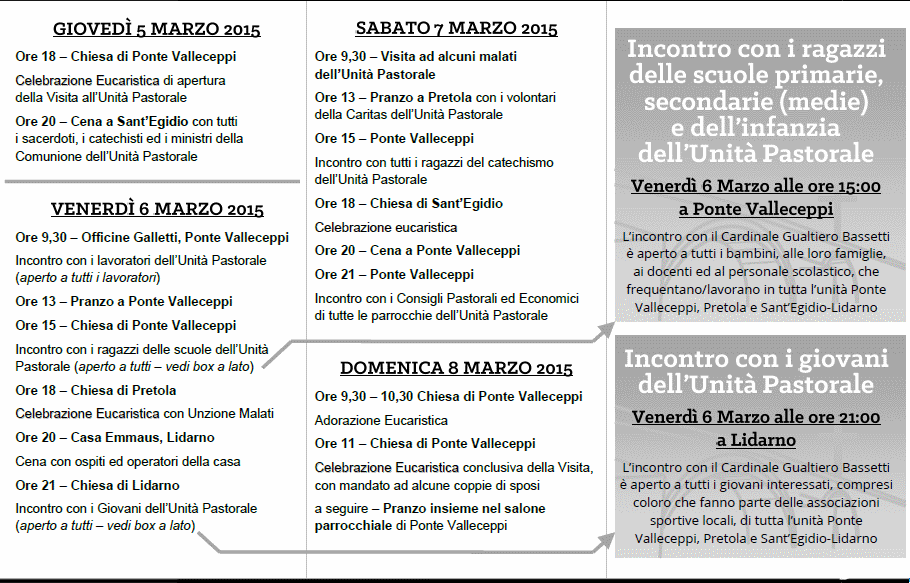 GIOVEDÌ 5 MARZO 2015
Ore 18 – Chiesa di Ponte Valleceppi
Celebrazione Eucaristica di apertura
della Visita all'Unità Pastorale
Ore 20 – Cena a Sant'Egidio con tutti
i sacerdoti, i catechisti ed i ministri della
Comunione dell'Unità Pastorale
VENERDÌ 6 MARZO 2015
Ore 9,30 – Officine Galletti, Ponte Valleceppi
Incontro con i lavoratori dell'Unità Pastorale
(aperto a tutti i lavoratori)
Ore 13 – Pranzo a Ponte Valleceppi
Ore 15 – Chiesa di Ponte Valleceppi
Incontro con i ragazzi delle scuole dell'Unità
Pastorale (aperto a tutti – vedi box a lato)
Ore 18 – Chiesa di Pretola
Celebrazione Eucaristica con Unzione Malati
Ore 20 – Casa Emmaus, Lidarno
Cena con ospiti ed operatori della casa
Ore 21 – Chiesa di Lidarno
Incontro con i Giovani dell'Unità Pastorale
(aperto a tutti – vedi box a lato)
SABATO 7 MARZO 2015
Ore 9,30 – Visita ad alcuni malati
dell'Unità Pastorale
Ore 13 – Pranzo a Pretola con i volontari
della Caritas dell'Unità Pastorale
Ore 15 – Ponte Valleceppi
Incontro con tutti i ragazzi del catechismo
dell'Unità Pastorale
Ore 18 – Chiesa di Sant'Egidio
Celebrazione eucaristica
Ore 20 – Cena a Ponte Valleceppi
Ore 21 – Ponte Valleceppi
Incontro con i Consigli Pastorali ed Economici
di tutte le parrocchie dell'Unità Pastorale
DOMENICA 8 MARZO 2015
Ore 9,30 – 10,30 Chiesa di Ponte Valleceppi
Adorazione Eucaristica
Ore 11 – Chiesa di Ponte Valleceppi
Celebrazione Eucaristica conclusiva della Visita,
con mandato ad alcune coppie di sposi
a seguire – Pranzo insieme nel salone
parrocchiale di Ponte Valleceppi
Incontro con i ragazzi
delle scuole primarie,
secondarie (medie)
e dell'infanzia
dell'Unità Pastorale
Venerdì 6 Marzo alle ore 15:00
a Ponte Valleceppi
L'incontro con il Cardinale Gualtiero Bassetti
è aperto a tutti i bambini, alle loro famiglie,
ai docenti ed al personale scolastico, che
frequentano/lavorano in tutta l'unità Ponte
Valleceppi, Pretola e Sant'Egidio-Lidarno
Incontro con i giovani
dell'Unità Pastorale
Venerdì 6 Marzo alle ore 21:00
a Lidarno
L'incontro con il Cardinale Gualtiero Bassetti
è aperto a tutti i giovani interessati, compresi
coloro che fanno parte delle associazioni
sportive locali, di tutta l'unità Ponte
Valleceppi, Pretola e Sant'Egidio-Lidarno